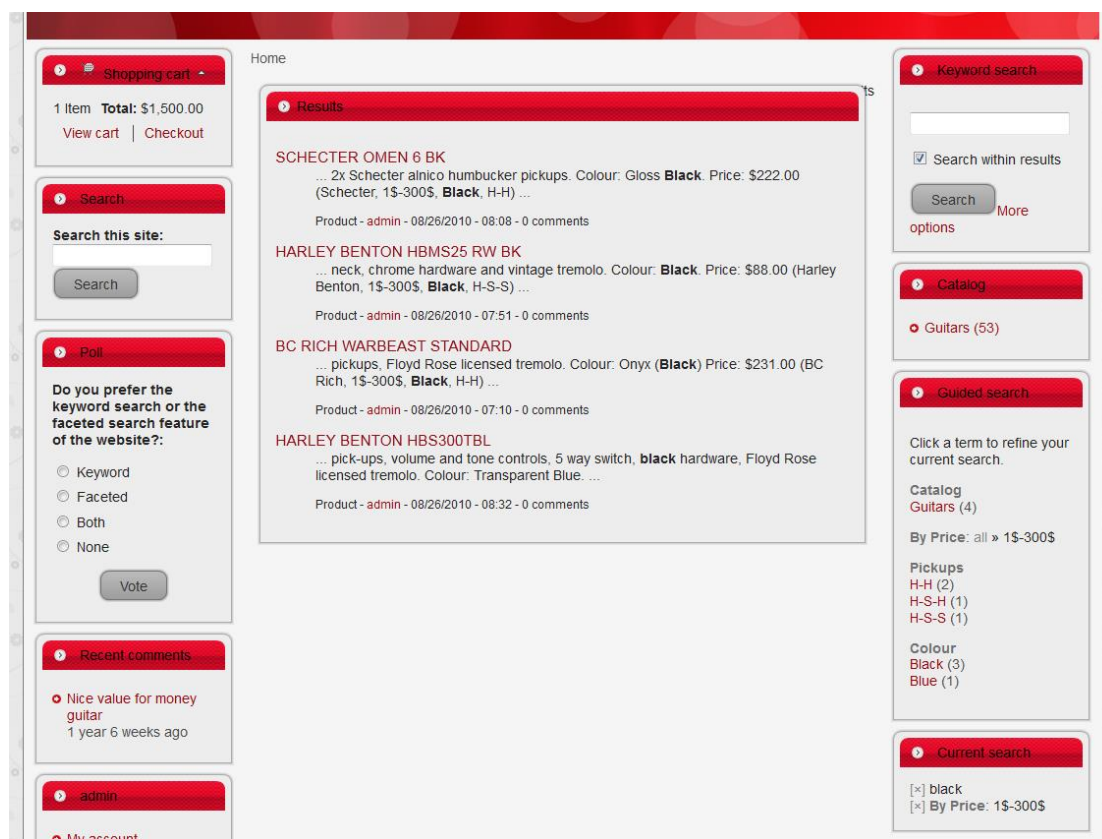 Shopping cart
1 Item Total: $1,500.00
View cart | Checkout
Search
Search this site:
Search
Poll
Do you prefer the
keyword search or the
faceted search feature
of the website?:
Keyword
Faceted
Both
None
Vote
Recent comments
Nice value for money
guitar
1 year 6 weeks ago
admin
My account
Home
Results
SCHECTER OMEN 6 BK
... 2x Schecter alnico humbucker pickups. Colour: Gloss Black. Price: $222.00
(Schecter, 1$-300$, Black, H-H) ...
Product - admin - 08/26/2010 - 08:08 - 0 comments
HARLEY BENTON HBMS25 RW BK
... neck, chrome hardware and vintage tremolo. Colour: Black. Price: $88.00 (Harley
Benton, 1$-300$, Black, H-S-S) ...
Product - admin - 08/26/2010 - 07:51 - 0 comments
BC RICH WARBEAST STANDARD
... pickups, Floyd Rose licensed tremolo. Colour: Onyx (Black) Price: $231.00 (BC
Rich, 1$-300$, Black, H-H) ...
Product - admin - 08/26/2010 - 07:10 - 0 comments
HARLEY BENTON HBS300TBL
... pick-ups, volume and tone controls, 5 way switch, black hardware, Floyd Rose
licensed tremolo. Colour: Transparent Blue. ...
Product - admin - 08/26/2010 - 08:32 - 0 comments
Keyword search
Search within results
Search More
options
Catalog
Guitars (53)
Guided search
Click a term to refine your
current search.
Catalog
Guitars (4)
By Price: all » 1$-300$
Pickups
H-H (2)
H-S-H (1)
H-S-S (1)
Colour
Black (3)
Blue (1)
Current search
[×] black
[×] By Price: 1$-300$